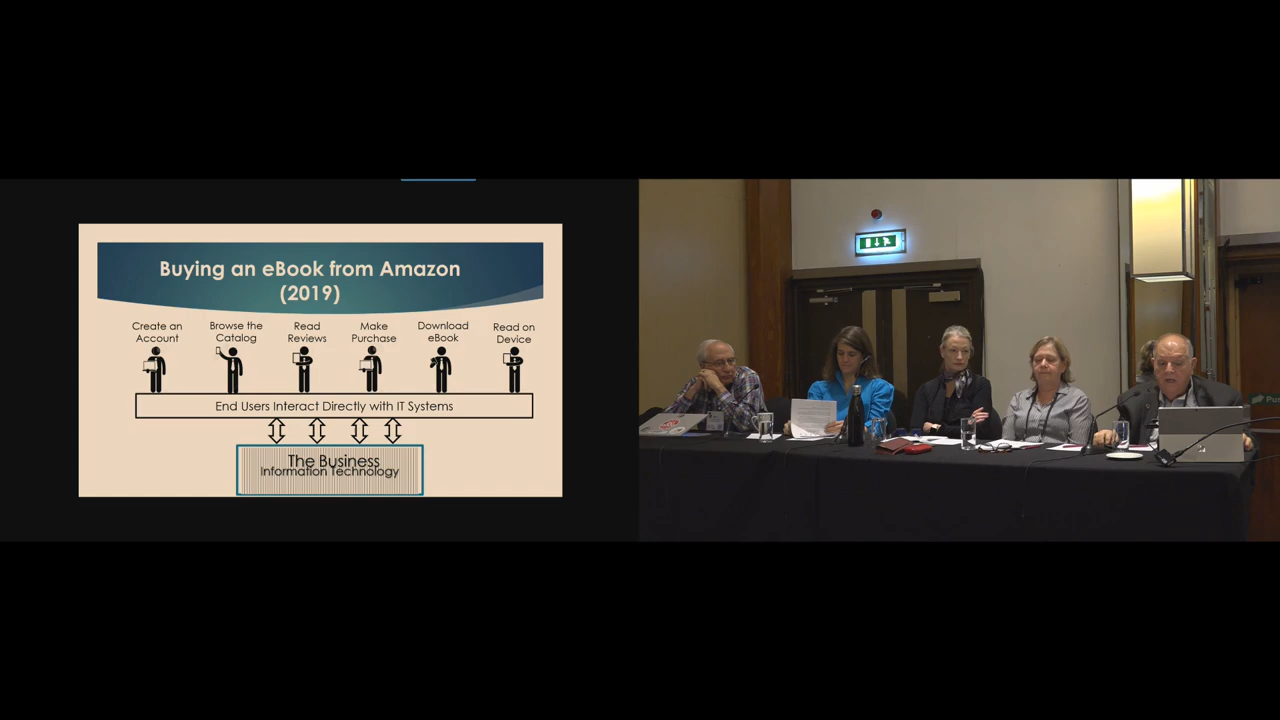 Buying an eBook from Amazon
(2019)
Create an
Account
Browse the
Catalog
Read
Reviews
Make
Purchase
Download
eBook
Read on
Device
End Users Interact Directly with IT Systems
The Business
Information Technology